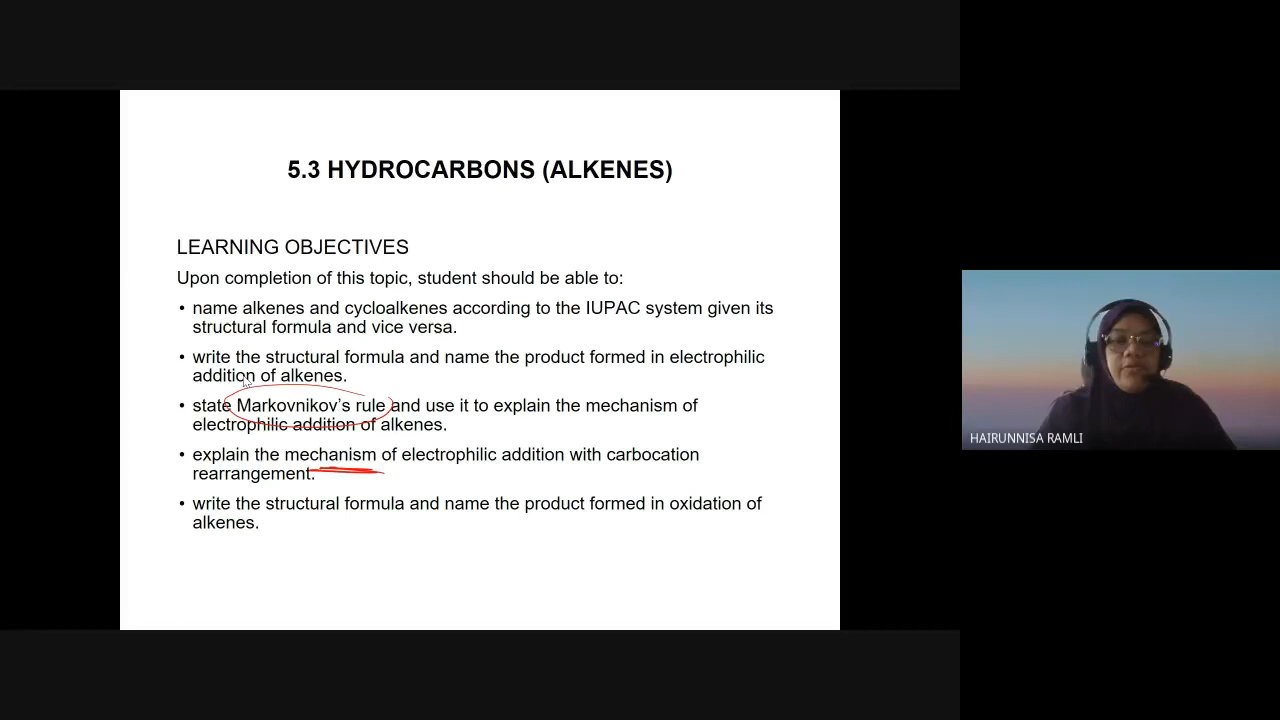 5.3 HYDROCARBONS (ALKENES)
LEARNING OBJECTIVES
Upon completion of this topic, student should be able to:
• name alkenes and cycloalkenes according to the IUPAC system given its
structural formula and vice versa.
• write the structural formula and name the product formed in electrophilic
addition of alkenes.
• state Markovnikov's rule and use it to explain the mechanism of
electrophilic addition of alkenes.
• explain the mechanism of electrophilic addition with carbocation
rearrangement.
• write the structural formula and name the product formed in oxidation of
alkenes.
HAIRUNNISA RAMLI